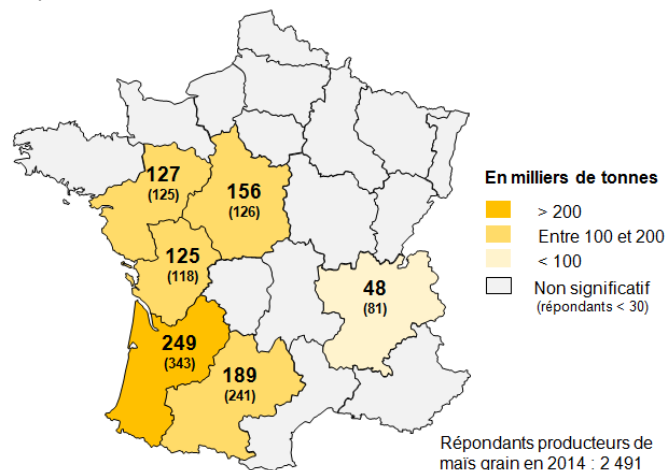 127
(125)
156
(126)
125
(118)
48
(81)
249
(343)
189
(241)
En milliers de tonnes
> 200
Entre 100 et 200
< 100
Non significatif
(répondants < 30)
Répondants producteurs de
maïs grain en 2014 : 2 491